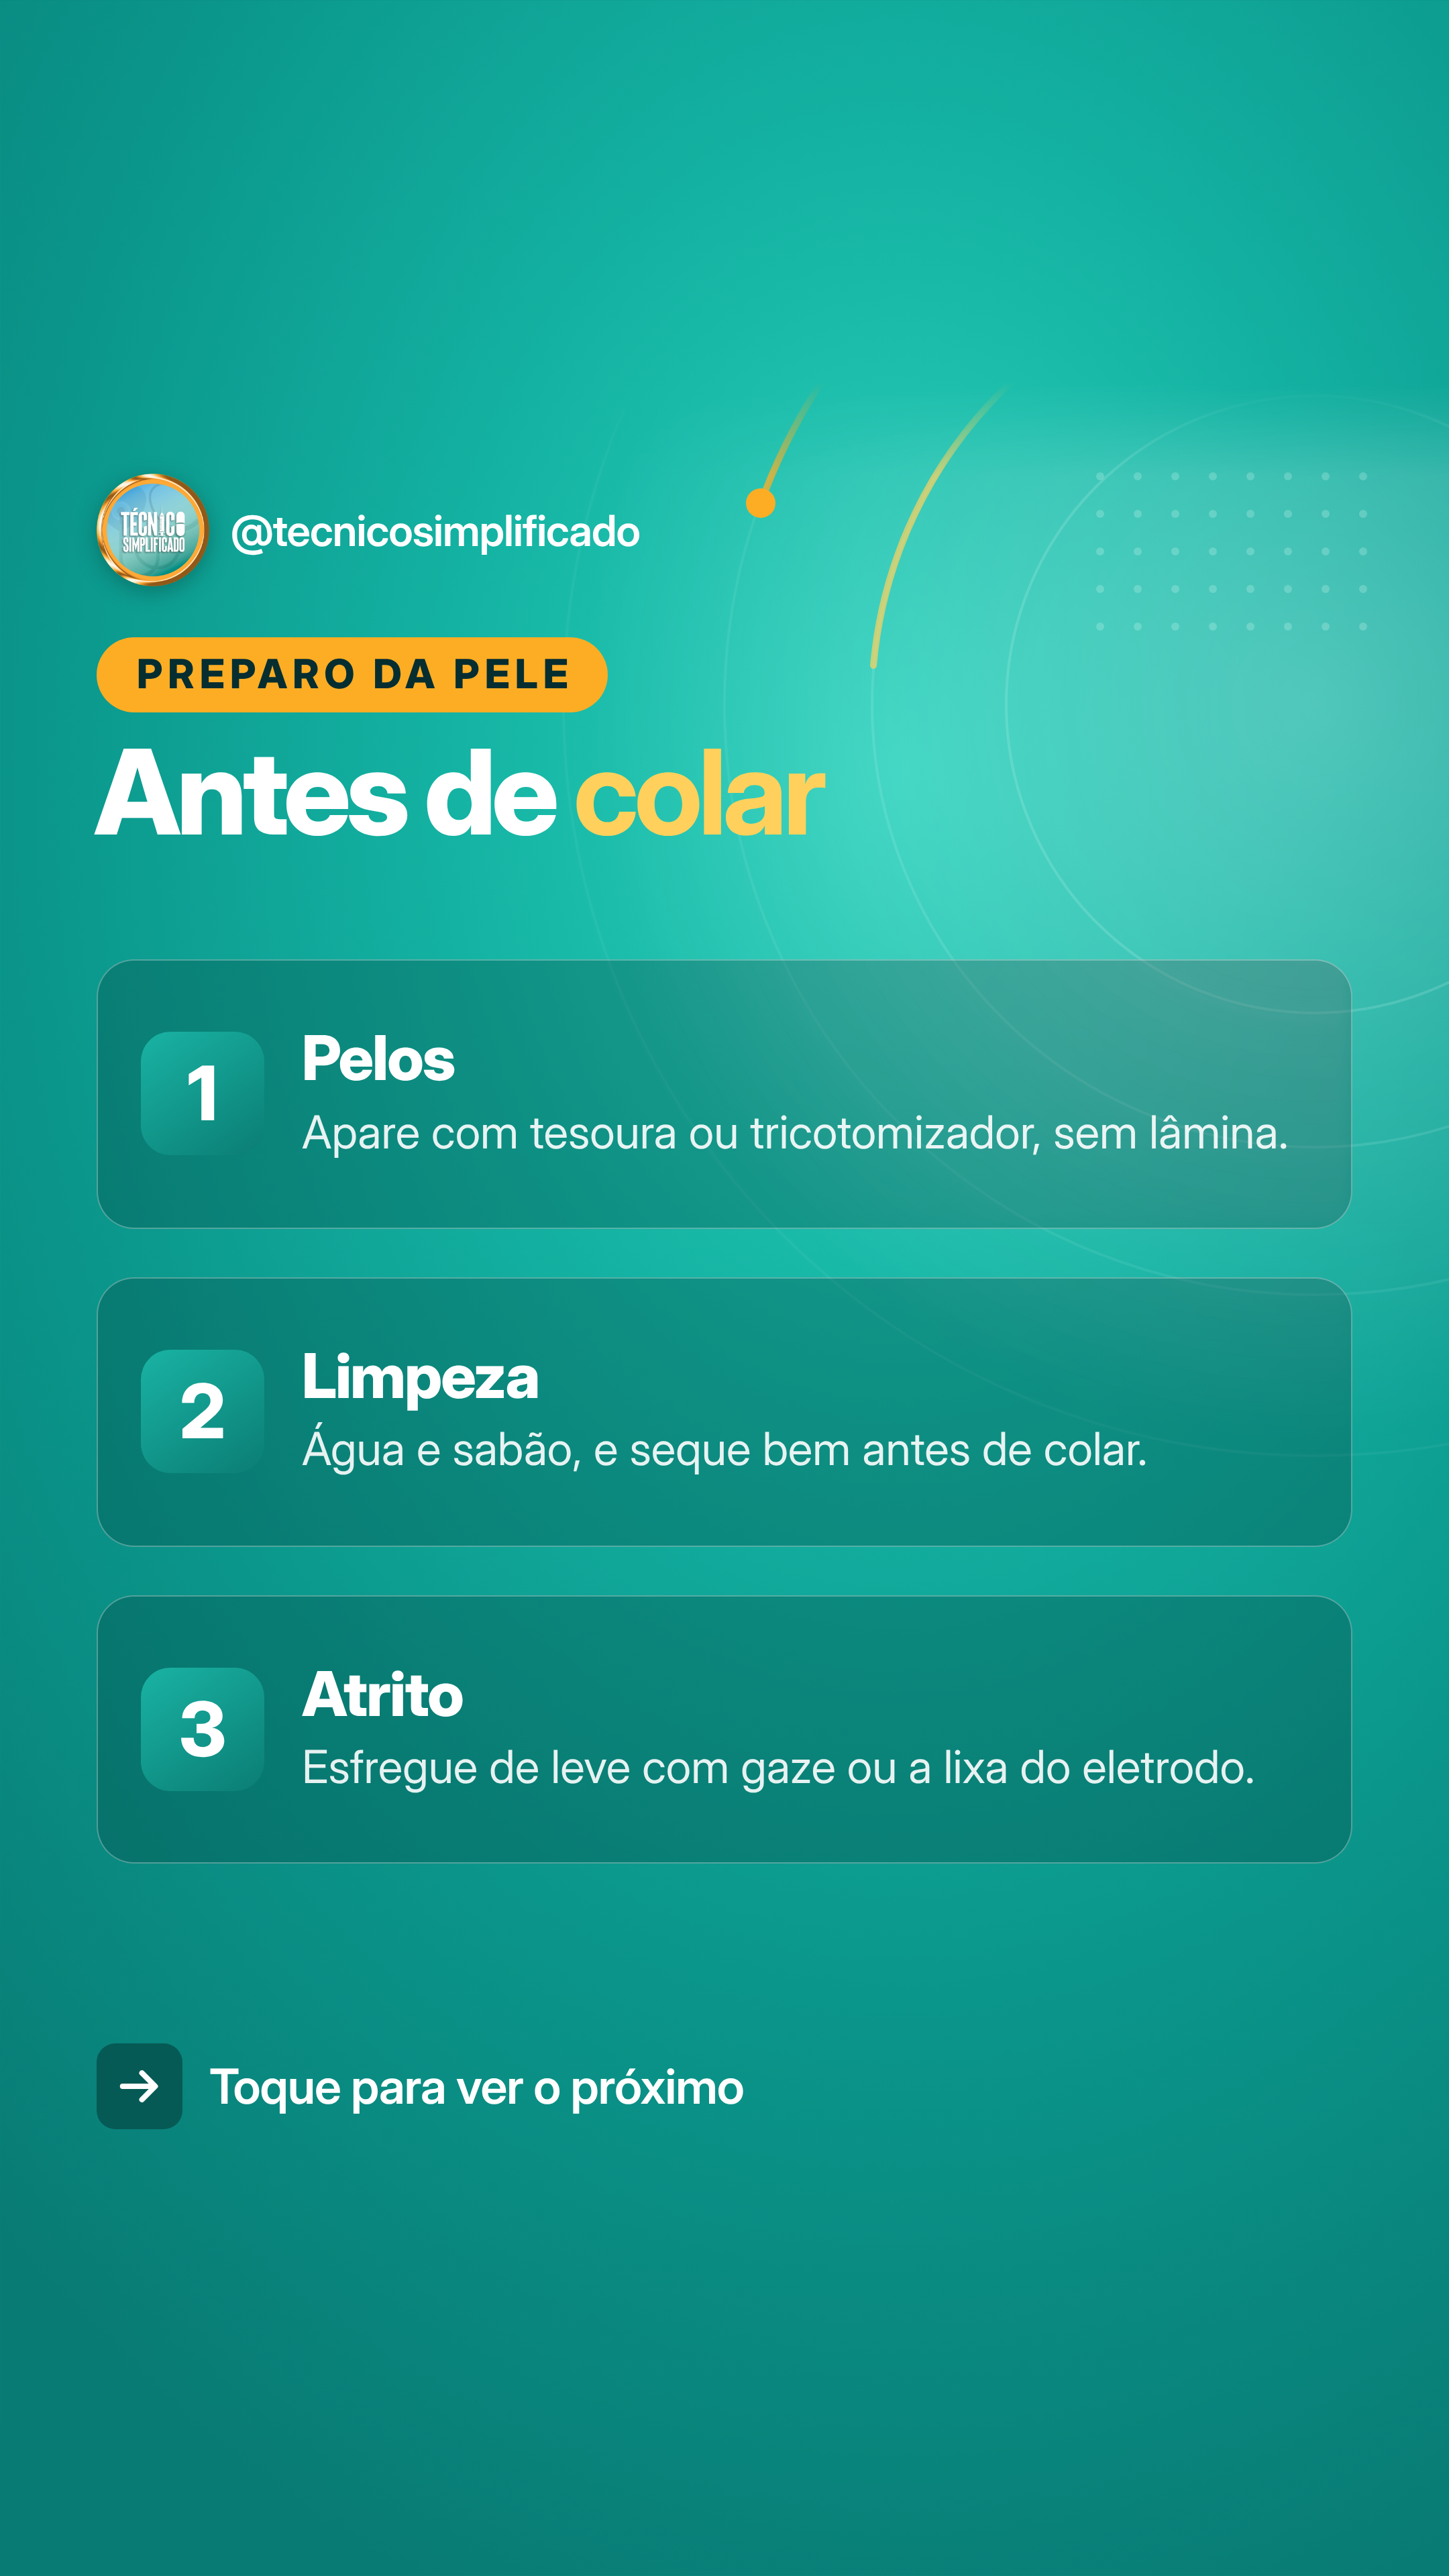 TÉCNICO
SIMPLIFICADO
@tecnicosimplificado
PREPARO DA PELE
Antes de colar
1
Pelos
Apare com tesoura ou tricotomizador, sem lâmina.
2
Limpeza
Água e sabão, e seque bem antes de colar.
3
Atrito
Esfregue de leve com gaze ou a lixa do eletrodo.
Toque para ver o próximo